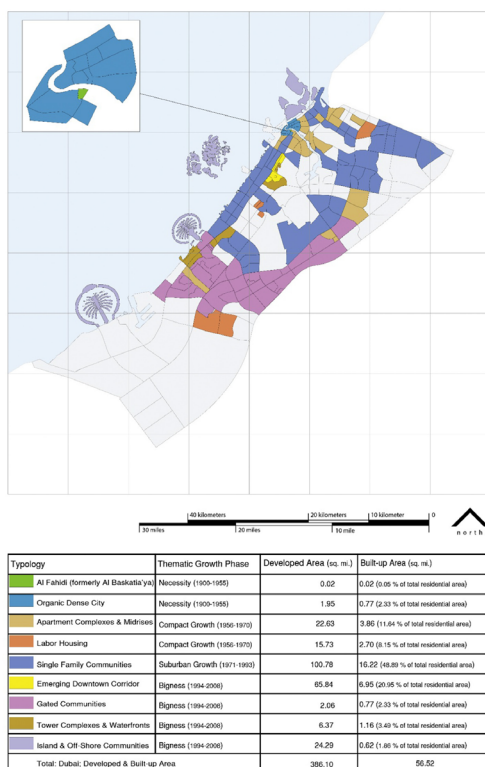 40 kilometers 20 kilometers 10 kilometer 0
30 miles 20 miles 10 mile
north
Typology Thematic Growth Phase Developed Area (sq. mi.) Built-up Area (sq. mi.)
Al Fahidi (formerly Al Baskatia'ya) Necessity (1900-1955) 0.02 0.02 (0.05 % of total residential area)
Organic Dense City Necessity (1900-1955) 1.95 0.77 (2.33 % of total residential area)
Apartment Complexes & Midrises Compact Growth (1956-1970) 22.63 3.86 (11.64 % of total residential area)
Labor Housing Compact Growth (1956-1970) 15.73 2.70 (8.15 % of total residential area)
Single Family Communities Suburban Growth (1971-1993) 100.78 16.22 (48.89 % of total residential area)
Emerging Downtown Corridor Bigness (1994-2008) 65.84 6.95 (20.95 % of total residential area)
Gated Communities Bigness (1994-2008) 2.06 0.77 (2.33 % of total residential area)
Tower Complexes & Waterfronts Bigness (1994-2008) 6.37 1.16 (3.49 % of total residential area)
Island & Off-Shore Communities Bigness (1994-2008) 24.29 0.62 (1.86 % of total residential area)
Total: Dubai; Developed & Built-up Area 386.10 56.52